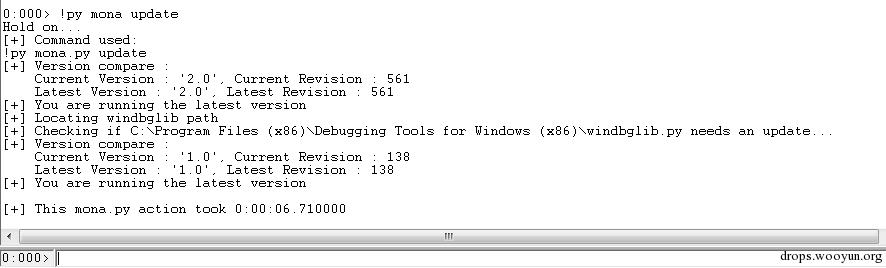 0:000> !py mona update
Hold on...
[+] Command used:
!py mona.py update
[+] Version compare :
    Current Version : '2.0', Current Revision : 561
    Latest Version : '2.0', Latest Revision : 561
[+] You are running the latest version
[+] Locating windbglib path
[+] Checking if C:\Program Files (x86)\Debugging Tools for Windows (x86)\windbglib.py needs an update...
[+] Version compare :
    Current Version : '1.0', Current Revision : 138
    Latest Version : '1.0', Latest Revision : 138
[+] You are running the latest version
[+] This mona.py action took 0:00:06.710000
0:000>
drops.wooyun.org